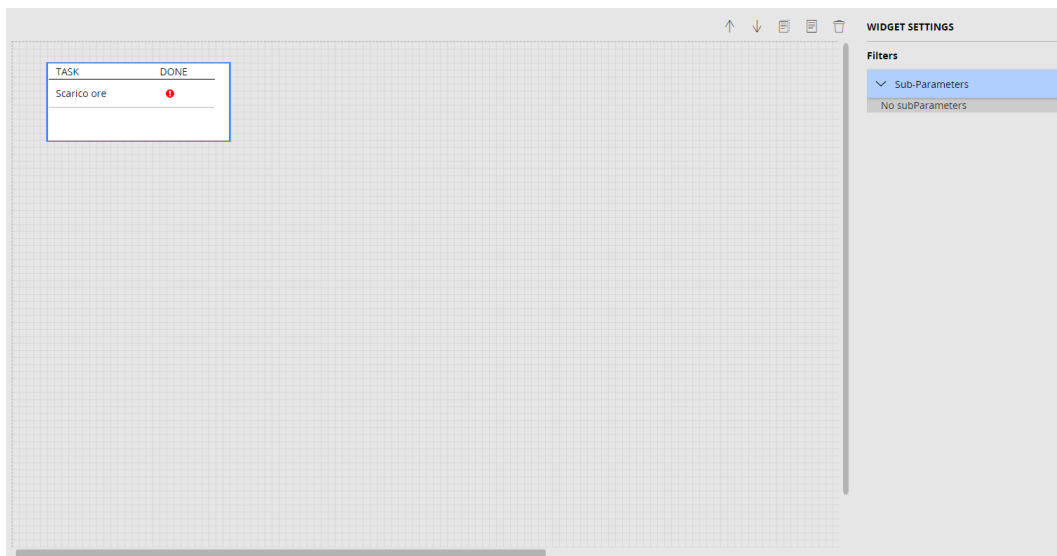 WIDGET SETTINGS
Filters
Sub-Parameters
No subParameters
TASK DONE
Scarico ore